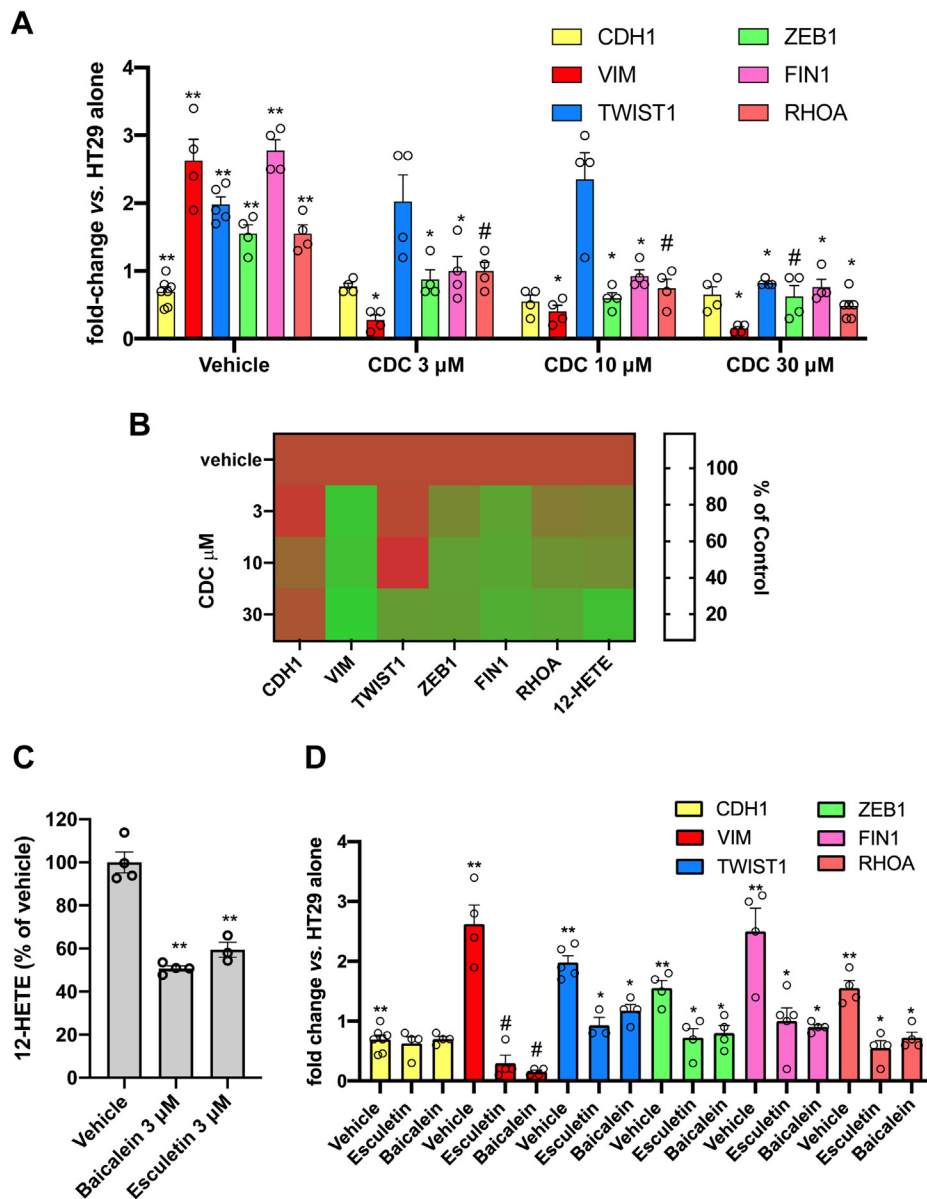 A
CDH1 ZEB1
VIM FIN1
TWIST1 RHOA
fold-change vs. HT29 alone
4
3
2
1
0
** ** ** ** ** **
* * * #
* * * #
* * # * *
Vehicle CDC 3 μM CDC 10 μM CDC 30 μM
B
vehicle
3
10
30
CDC μM
CDH1 VIM TWIST1 ZEB1 FIN1 RHOA 12-HETE
100
80
60
40
20
% of Control
C
12-HETE (% of vehicle)
120
100
80
60
40
20
0
** **
Vehicle Baicalein 3 μM Esculetin 3 μM
D
CDH1 ZEB1
VIM FIN1
TWIST1 RHOA
fold change vs. HT29 alone
4
3
2
1
0
** ** # # ** * * ** * * ** * * ** * *
Vehicle Esculetin Baicalein Vehicle Esculetin Baicalein Vehicle Esculetin Baicalein Vehicle Esculetin Baicalein Vehicle Esculetin Baicalein Vehicle Esculetin Baicalein